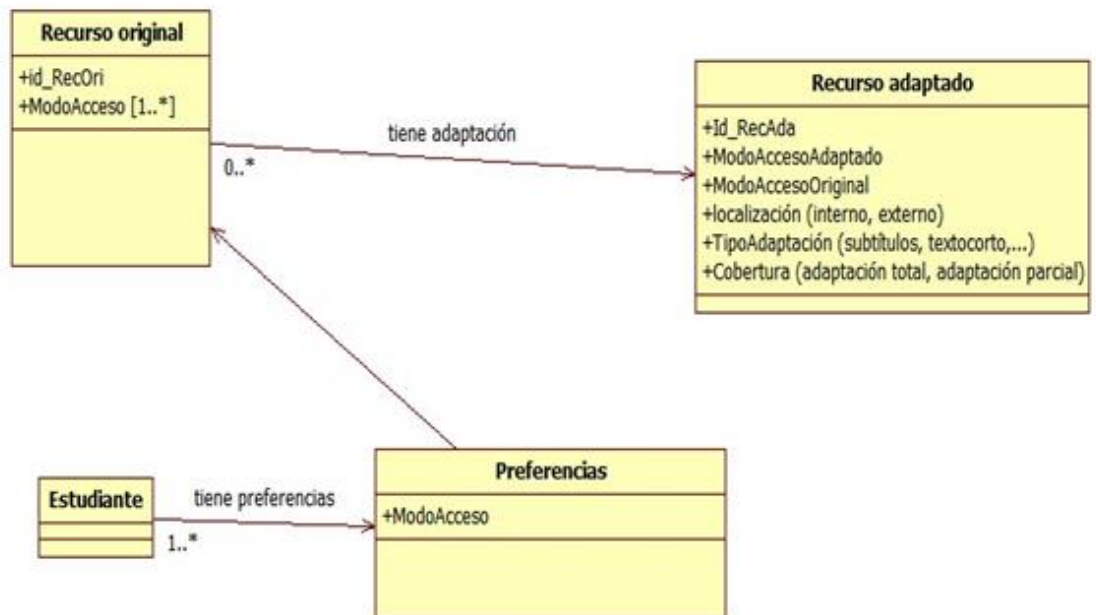 Recurso original
+id_RecOri
+ModoAcceso [1..*]
tiene adaptación
0..*
Recurso adaptado
+Id_RecAda
+ModoAccesoAdaptado
+ModoAccesoOriginal
+localización (interno, externo)
+TipoAdaptación (subtítulos, textocorto,...)
+Cobertura (adaptación total, adaptación parcial)
Estudiante
tiene preferencias
1..*
Preferencias
+ModoAcceso